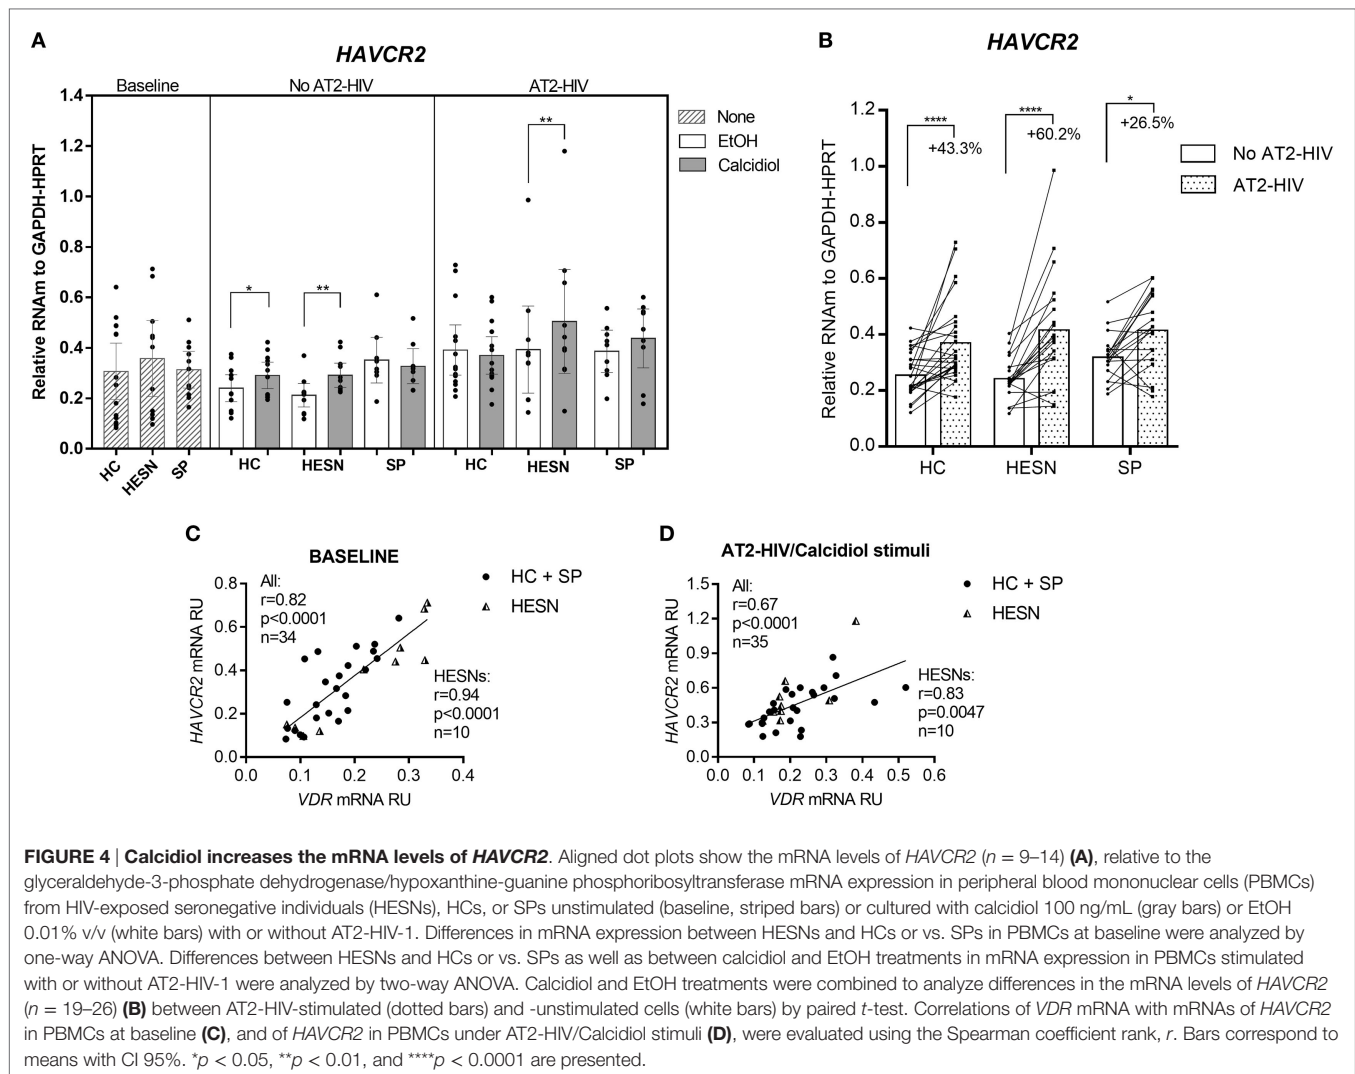 A
HAVCR2
Baseline
No AT2-HIV
AT2-HIV
Relative RNAm to GAPDH-HPRT
1.4
1.2
1.0
0.8
0.6
0.4
0.2
0.0
*
**
**
None
EtOH
Calcidiol
HC
HESN
SP
HC
HESN
SP
HC
HESN
SP
B
HAVCR2
Relative RNAm to GAPDH-HPRT
1.2
1.0
0.8
0.6
0.4
0.2
0.0
****
+43.3%
****
+60.2%
*
+26.5%
No AT2-HIV
AT2-HIV
HC
HESN
SP
C
BASELINE
HAVCR2 mRNA RU
0.8
0.6
0.4
0.2
0.0
All:
r=0.82
p<0.0001
n=34
HC + SP
HESN
HESNs:
r=0.94
p<0.0001
n=10
0.0 0.1 0.2 0.3 0.4
VDR mRNA RU
D
AT2-HIV/Calcidiol stimuli
HAVCR2 mRNA RU
1.5
1.2
0.9
0.6
0.3
0.0
All:
r=0.67
p<0.0001
n=35
HC + SP
HESN
HESNs:
r=0.83
p=0.0047
n=10
0.0 0.1 0.2 0.3 0.4 0.5 0.6
VDR mRNA RU
FIGURE 4 | Calcidiol increases the mRNA levels of HAVCR2. Aligned dot plots show the mRNA levels of HAVCR2 (n = 9–14) (A), relative to the
glyceraldehyde-3-phosphate dehydrogenase/hypoxanthine-guanine phosphoribosyltransferase mRNA expression in peripheral blood mononuclear cells (PBMCs)
from HIV-exposed seronegative individuals (HESNs), HCs, or SPs unstimulated (baseline, striped bars) or cultured with calcidiol 100 ng/mL (gray bars) or EtOH
0.01% v/v (white bars) with or without AT2-HIV-1. Differences in mRNA expression between HESNs and HCs or vs. SPs in PBMCs at baseline were analyzed by
one-way ANOVA. Differences between HESNs and HCs or vs. SPs as well as between calcidiol and EtOH treatments in mRNA expression in PBMCs stimulated
with or without AT2-HIV-1 were analyzed by two-way ANOVA. Calcidiol and EtOH treatments were combined to analyze differences in the mRNA levels of HAVCR2
(n = 19–26) (B) between AT2-HIV-stimulated (dotted bars) and -unstimulated cells (white bars) by paired t-test. Correlations of VDR mRNA with mRNAs of HAVCR2
in PBMCs at baseline (C), and of HAVCR2 in PBMCs under AT2-HIV/Calcidiol stimuli (D), were evaluated using the Spearman coefficient rank, r. Bars correspond to
means with CI 95%. *p < 0.05, **p < 0.01, and ****p < 0.0001 are presented.